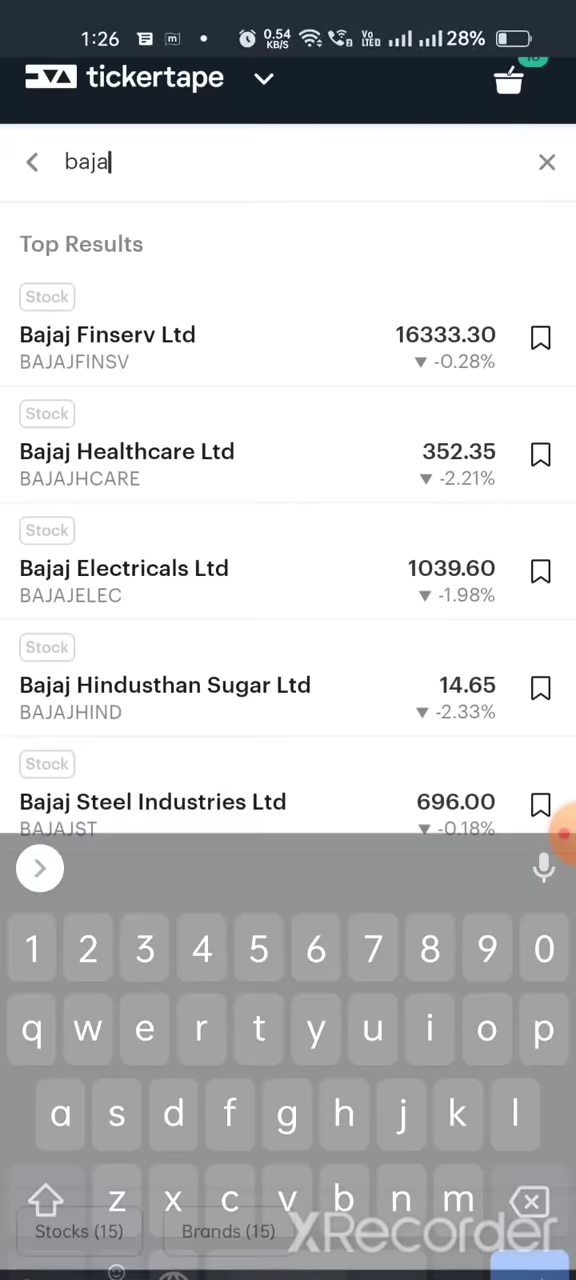 1:26 0.54 KB/S Vo LTED 28%
tickertape
baja
Top Results
Stock
Bajaj Finserv Ltd 16333.30
BAJAJFINSV ▼ -0.28%
Stock
Bajaj Healthcare Ltd 352.35
BAJAJHCARE ▼ -2.21%
Stock
Bajaj Electricals Ltd 1039.60
BAJAJELEC ▼ -1.98%
Stock
Bajaj Hindusthan Sugar Ltd 14.65
BAJAJHIND ▼ -2.33%
Stock
Bajaj Steel Industries Ltd 696.00
BAJAJST ▼ -0.18%
1 2 3 4 5 6 7 8 9 0
q w e r t y u i o p
a s d f g h j k l
z x c v b n m
Stocks (15) Brands (15)
XRecorder